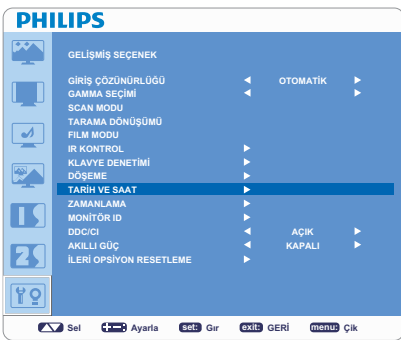 PHILIPS
GELİŞMİŞ SEÇENEK
GİRİŞ ÇÖZÜNÜRLÜĞÜ OTOMATİK
GAMMA SEÇİMİ
SCAN MODU
TARAMA DÖNÜŞÜMÜ
FILM MODU
IR KONTROL
KLAVYE DENETİMİ
DÖŞEME
TARİH VE SAAT
ZAMANLAMA
MONİTÖR ID
DDC/CI AÇIK
AKILLI GÜÇ KAPALI
İLERİ OPSİYON RESETLEME
Sel Ayarla set: Gır exit: GERİ menu: Çik